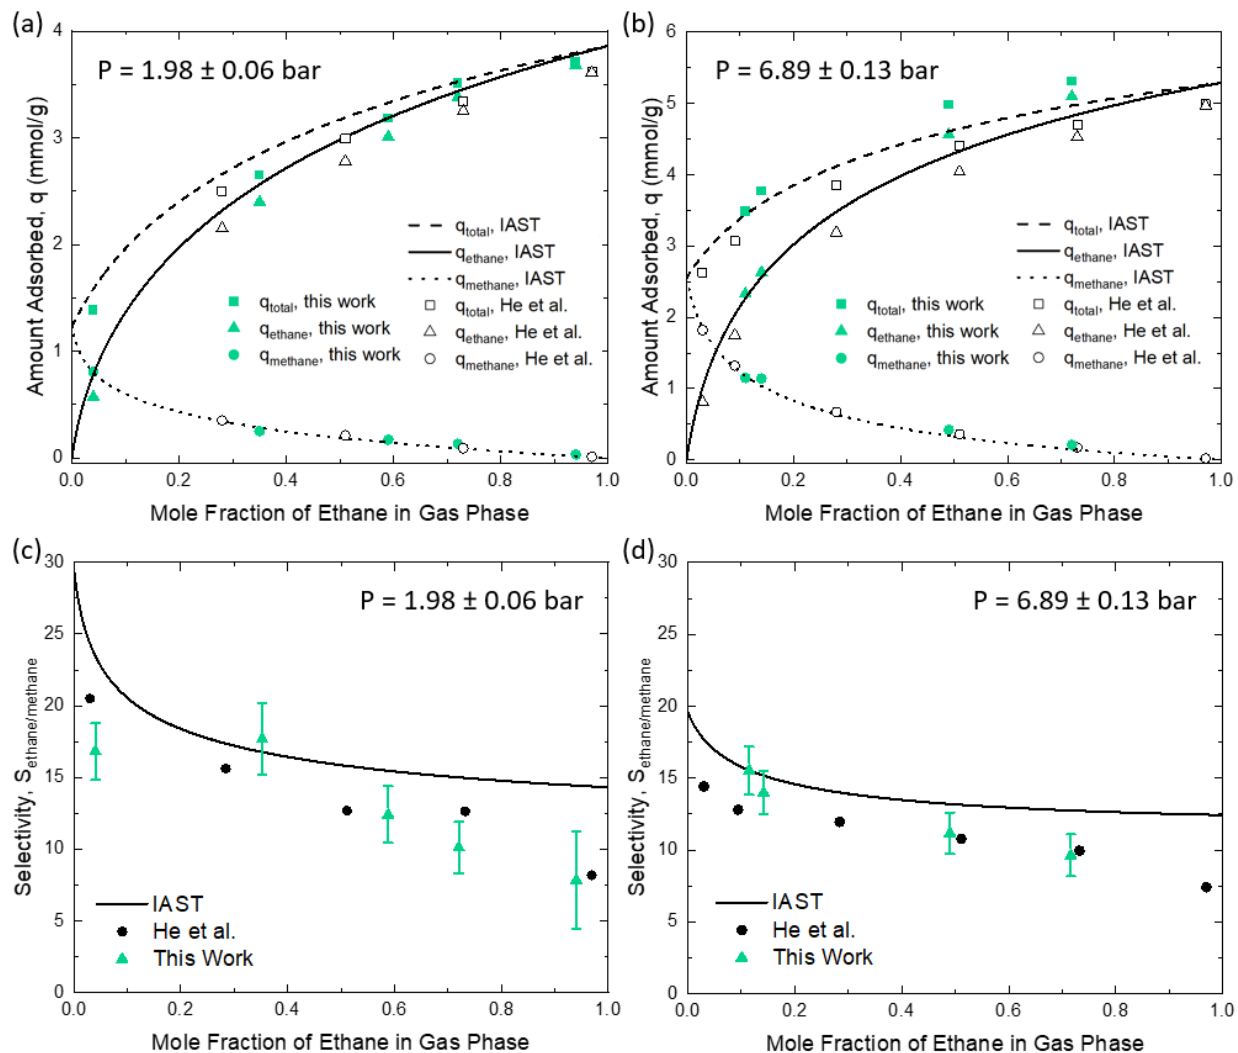 (a)
P = 1.98 ± 0.06 bar
Amount Adsorbed, q (mmol/g)
4
3
2
1
0
q_total, IAST
q_ethane, IAST
q_methane, IAST
q_total, this work
q_ethane, this work
q_methane, this work
q_total, He et al.
q_ethane, He et al.
q_methane, He et al.
0.0 0.2 0.4 0.6 0.8 1.0
Mole Fraction of Ethane in Gas Phase
(b)
P = 6.89 ± 0.13 bar
Amount Adsorbed, q (mmol/g)
6
5
4
3
2
1
0
q_total, IAST
q_ethane, IAST
q_methane, IAST
q_total, this work
q_ethane, this work
q_methane, this work
q_total, He et al.
q_ethane, He et al.
q_methane, He et al.
0.0 0.2 0.4 0.6 0.8 1.0
Mole Fraction of Ethane in Gas Phase
(c)
P = 1.98 ± 0.06 bar
Selectivity, S_ethane/methane
30
25
20
15
10
5
0
IAST
He et al.
This Work
0.0 0.2 0.4 0.6 0.8 1.0
Mole Fraction of Ethane in Gas Phase
(d)
P = 6.89 ± 0.13 bar
Selectivity, S_ethane/methane
30
25
20
15
10
5
0
IAST
He et al.
This Work
0.0 0.2 0.4 0.6 0.8 1.0
Mole Fraction of Ethane in Gas Phase